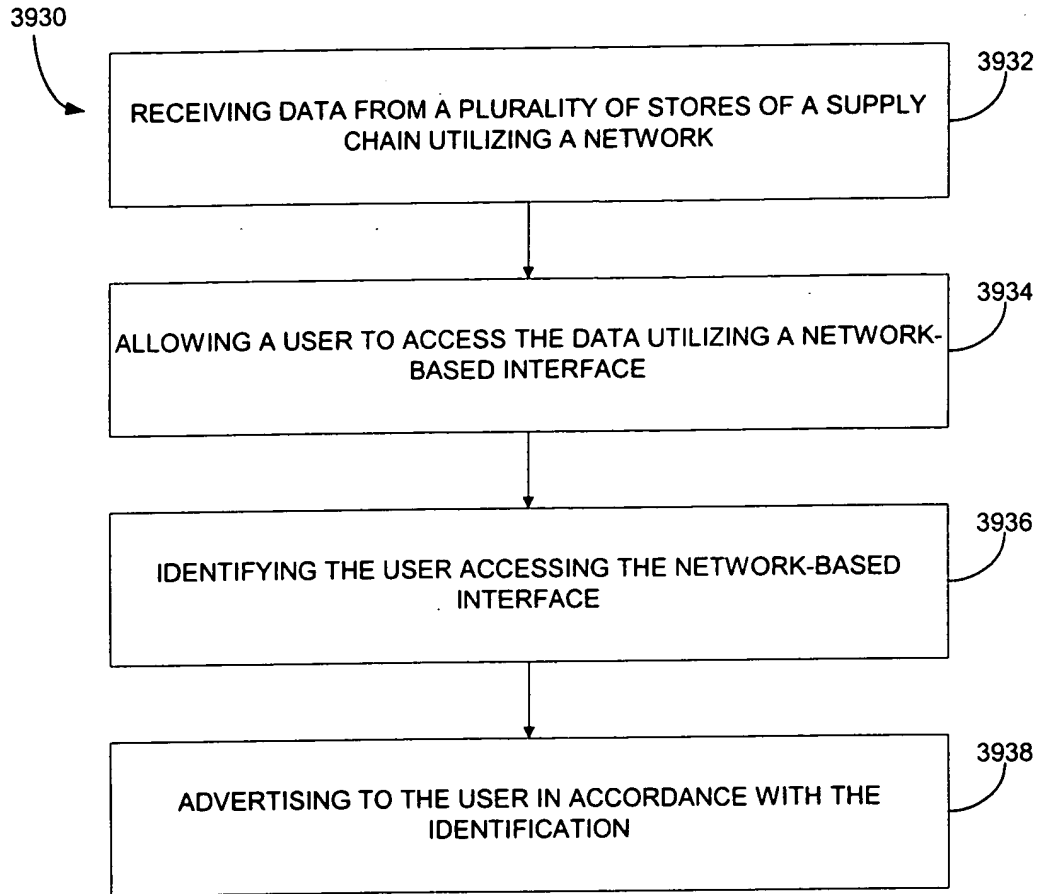 3930
3932
RECEIVING DATA FROM A PLURALITY OF STORES OF A SUPPLY
CHAIN UTILIZING A NETWORK
3934
ALLOWING A USER TO ACCESS THE DATA UTILIZING A NETWORK-
BASED INTERFACE
3936
IDENTIFYING THE USER ACCESSING THE NETWORK-BASED
INTERFACE
3938
ADVERTISING TO THE USER IN ACCORDANCE WITH THE
IDENTIFICATION